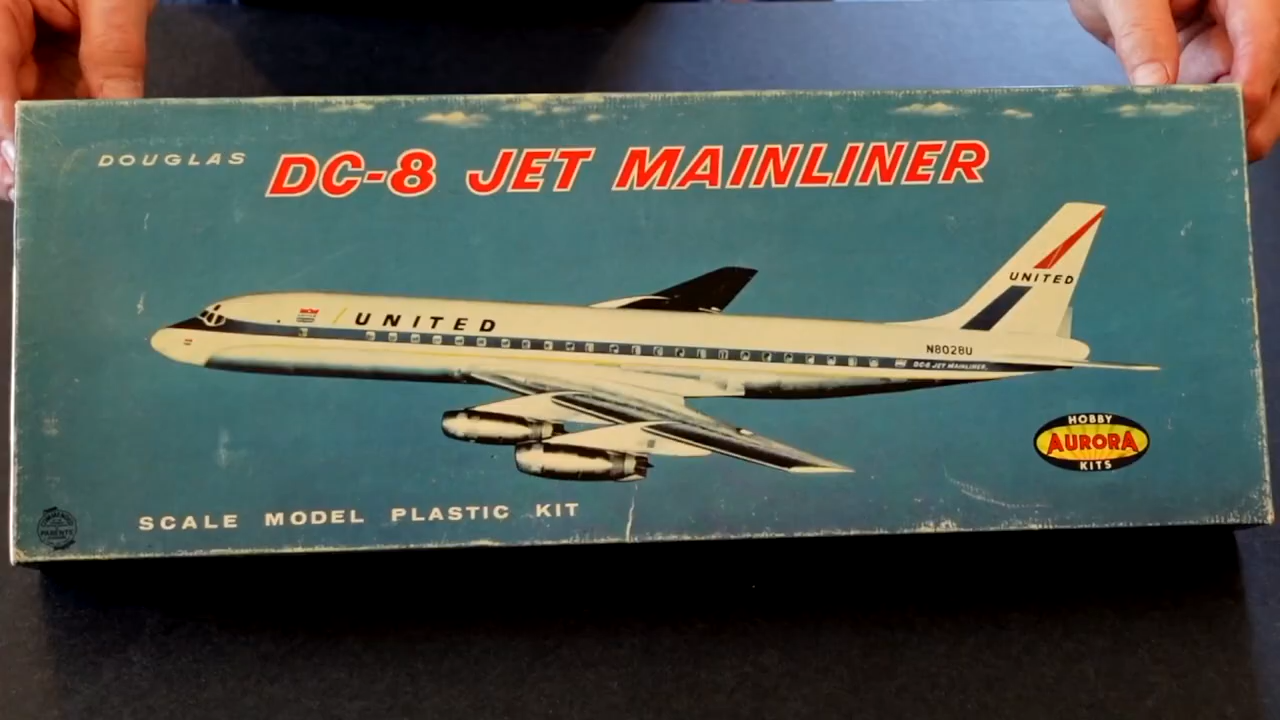 DOUGLAS DC-8 JET MAINLINER
UNITED
UNITED
N8028U
DC-8 JET MAINLINER
HOBBY
AURORA
KITS
SCALE MODEL PLASTIC KIT
PARENTS'